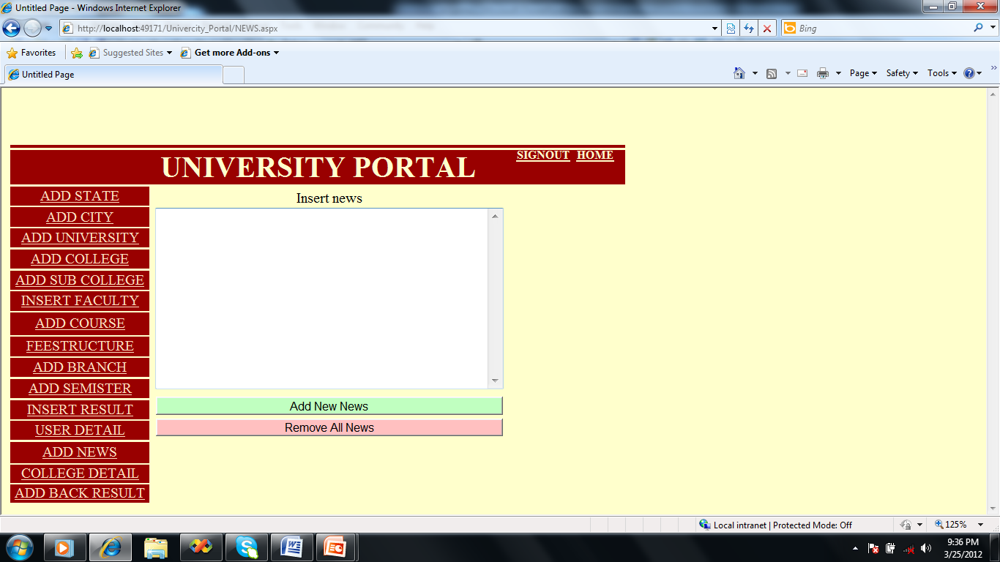 Untitled Page - Windows Internet Explorer
http://localhost:49171/Univercity_Portal/NEWS.aspx
Bing
Favorites
Suggested Sites
Get more Add-ons
Untitled Page
Page
Safety
Tools
SIGNOUT HOME
UNIVERSITY PORTAL
ADD STATE
ADD CITY
ADD UNIVERSITY
ADD COLLEGE
ADD SUB COLLEGE
INSERT FACULTY
ADD COURSE
FEESTRUCTURE
ADD BRANCH
ADD SEMISTER
INSERT RESULT
USER DETAIL
ADD NEWS
COLLEGE DETAIL
ADD BACK RESULT
Insert news
Add New News
Remove All News
Local intranet | Protected Mode: Off
125%
9:36 PM
3/25/2012